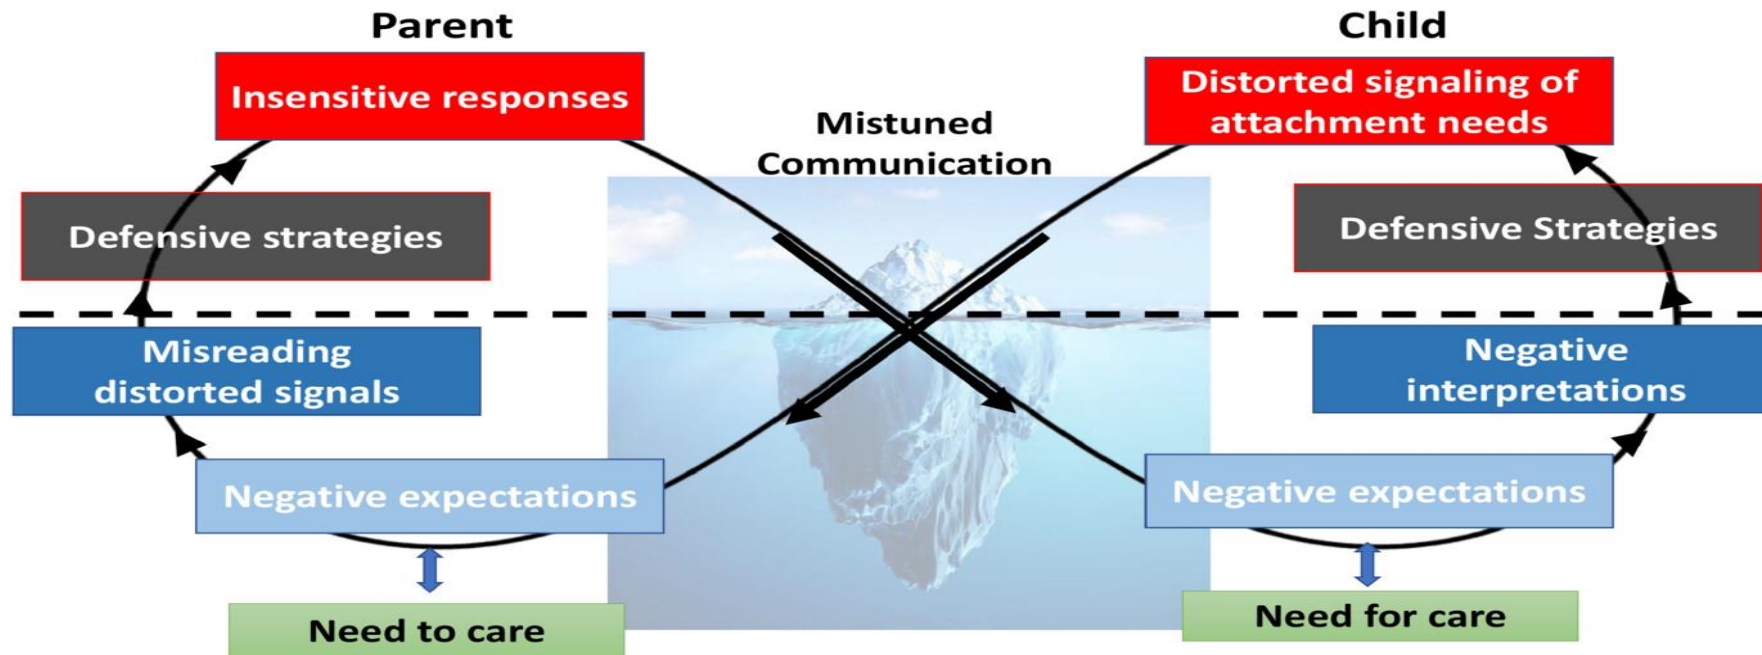 Parent
Child
Insensitive responses
Distorted signaling of
attachment needs
Mistuned
Communication
Defensive strategies
Defensive Strategies
Misreading
distorted signals
Negative
interpretations
Negative expectations
Negative expectations
Need to care
Need for care